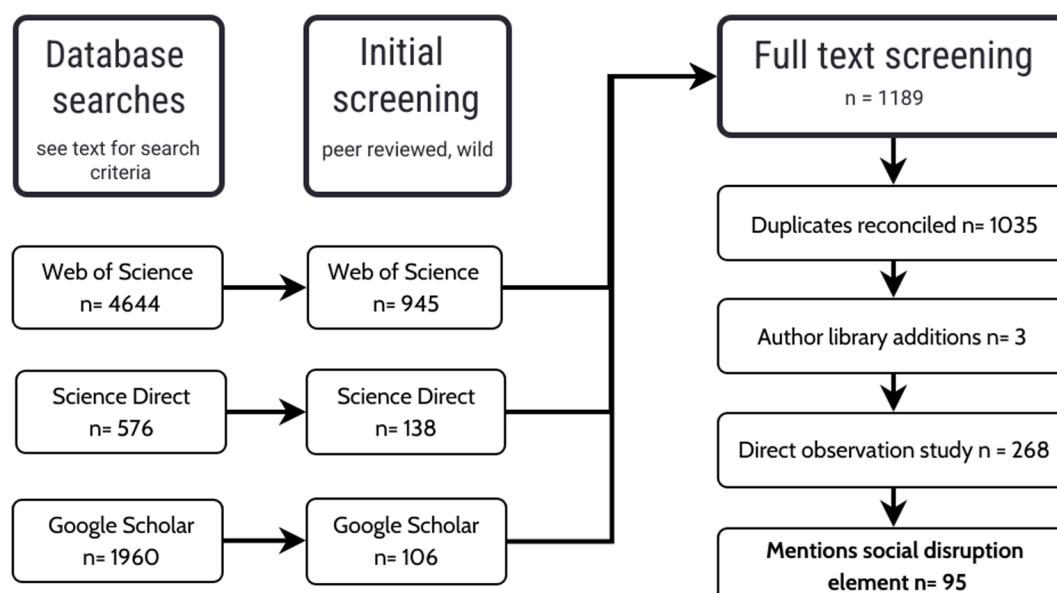 Database
searches
see text for search
criteria
Initial
screening
peer reviewed, wild
Full text screening
n = 1189
Web of Science
n= 4644
Web of Science
n= 945
Science Direct
n= 576
Science Direct
n= 138
Google Scholar
n= 1960
Google Scholar
n= 106
Duplicates reconciled n= 1035
Author library additions n= 3
Direct observation study n = 268
Mentions social disruption
element n= 95